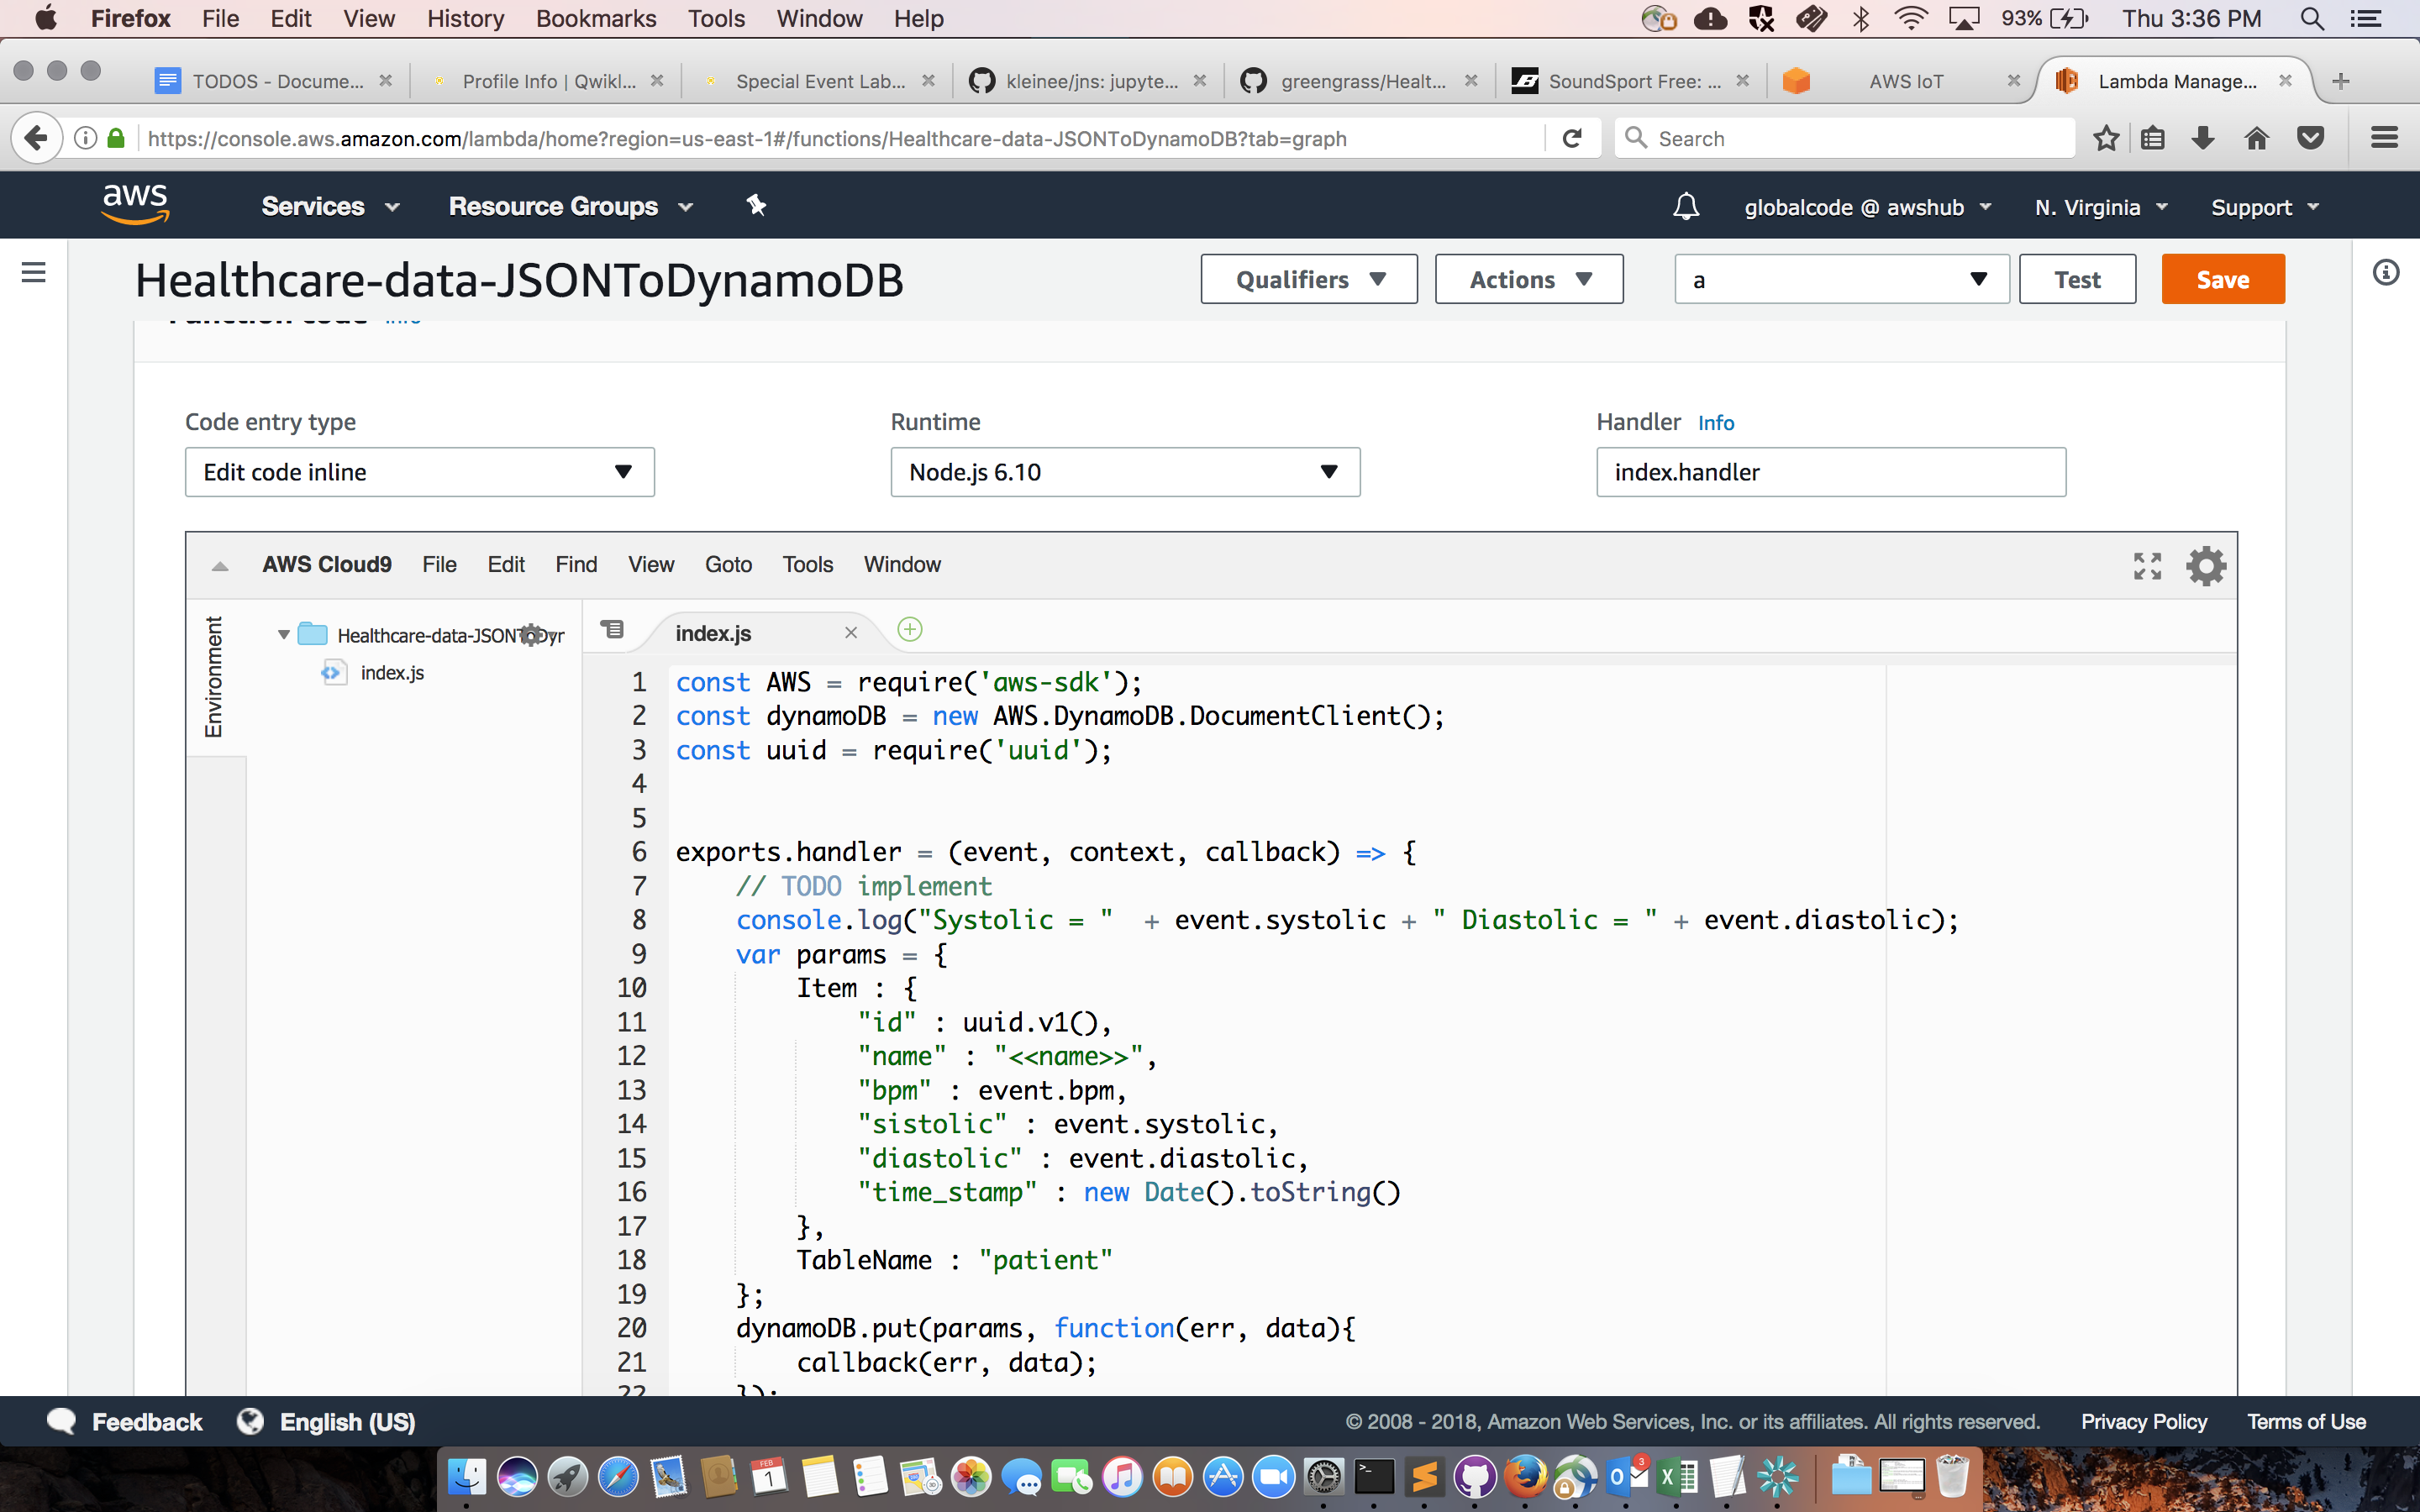 Firefox File Edit View History Bookmarks Tools Window Help 93% Thu 3:36 PM
TODOS - Docume... Profile Info | Qwikl... Special Event Lab... kleinee/jns: jupyte... greengrass/Healt... SoundSport Free: ... AWS IoT Lambda Manage...
https://console.aws.amazon.com/lambda/home?region=us-east-1#/functions/Healthcare-data-JSONToDynamoDB?tab=graph Search
aws Services Resource Groups globalcode @ awshub N. Virginia Support
Healthcare-data-JSONToDynamoDB Qualifiers Actions a Test Save
Function code Info
Code entry type Runtime Handler Info
Edit code inline Node.js 6.10 index.handler
AWS Cloud9 File Edit Find View Goto Tools Window
Environment
Healthcare-data-JSONToDyr
index.js
index.js
1 const AWS = require('aws-sdk');
2 const dynamoDB = new AWS.DynamoDB.DocumentClient();
3 const uuid = require('uuid');
4
5
6 exports.handler = (event, context, callback) => {
7 // TODO implement
8 console.log("Systolic = " + event.systolic + " Diastolic = " + event.diastolic);
9 var params = {
10 Item : {
11 "id" : uuid.v1(),
12 "name" : "<<name>>",
13 "bpm" : event.bpm,
14 "sistolic" : event.systolic,
15 "diastolic" : event.diastolic,
16 "time_stamp" : new Date().toString()
17 },
18 TableName : "patient"
19 };
20 dynamoDB.put(params, function(err, data){
21 callback(err, data);
22 });
Feedback English (US) © 2008 - 2018, Amazon Web Services, Inc. or its affiliates. All rights reserved. Privacy Policy Terms of Use
FEB
1
3